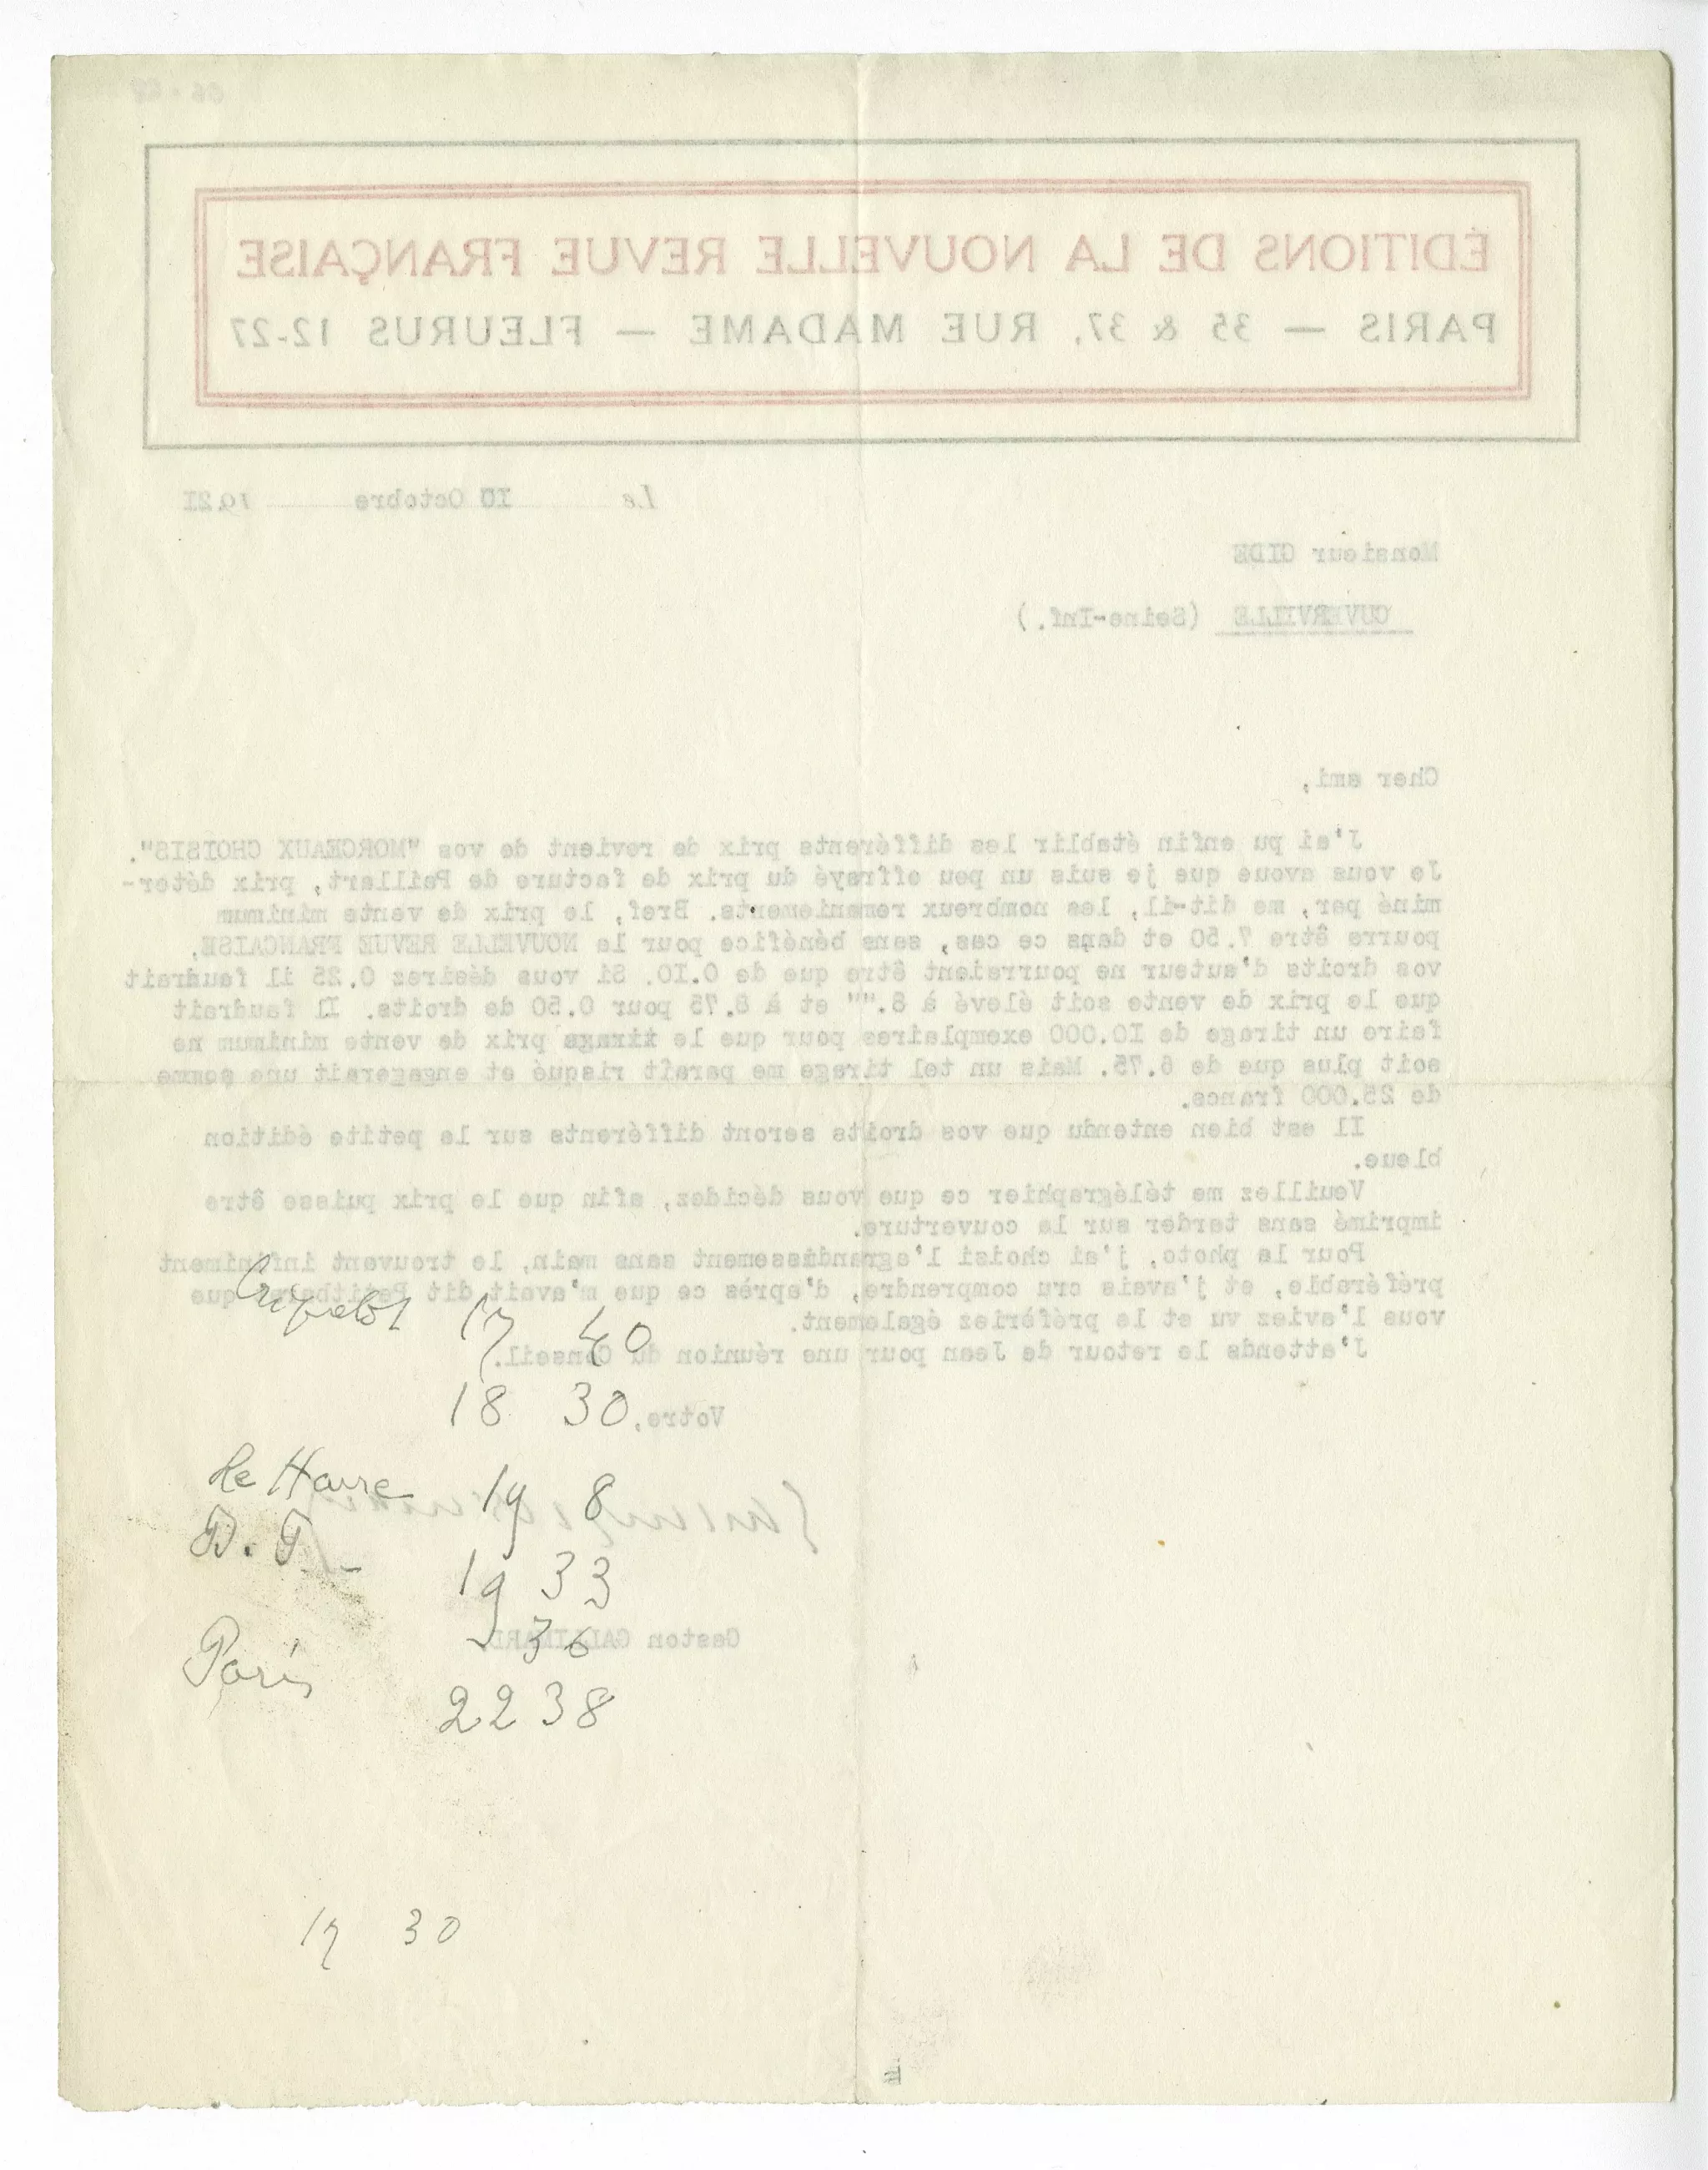 ÉDITIONS DE LA NOUVELLE REVUE FRANÇAISE
PARIS — 35 & 37, RUE MADAME — FLEURUS 12-27
Le 10 Octobre 1921
Monsieur GIDE
CUVERVILLE (Seine-Inf.)
Cher ami,
J'ai pu enfin établir les différents prix de revient de vos "MORCEAUX CHOISIS".
Je vous avoue que je suis un peu effrayé du prix de facture de Paillart, prix déter-
miné par, me dit-il, les nombreux remaniements. Bref, le prix de vente minimum
pourra être 7.50 et dans ce cas, sans bénéfice pour la NOUVELLE REVUE FRANCAISE,
vos droits d'auteur ne pourraient être que de 0.I0. Si vous désirez 0.25 il faudrait
que le prix de vente soit élevé à 8."" et à 8.75 pour 0.50 de droits. Il faudrait
faire un tirage de I0.000 exemplaires pour que le tirage prix de vente minimum ne
soit plus que de 6.75. Mais un tel tirage me paraît risqué et engagerait une somme
de 25.000 francs.
Il est bien entendu que vos droits seront différents sur la petite édition
bleue.
Veuillez me télégraphier ce que vous décidez, afin que le prix puisse être
imprimé sans tarder sur la couverture.
Pour la photo, j'ai choisi l'agrandissement sans main, le trouvant infiniment
préférable, et j'avais cru comprendre, d'après ce que m'avait dit Petitbars, que
vous l'aviez vu et le préfériez également.
J'attends le retour de Jean pour une réunion du Conseil.
Votre,
Gaston GALLIMARD
Criquetot 17 40
18 30
Le Havre 19 8
19 33
36
Paris
22 38
17 30